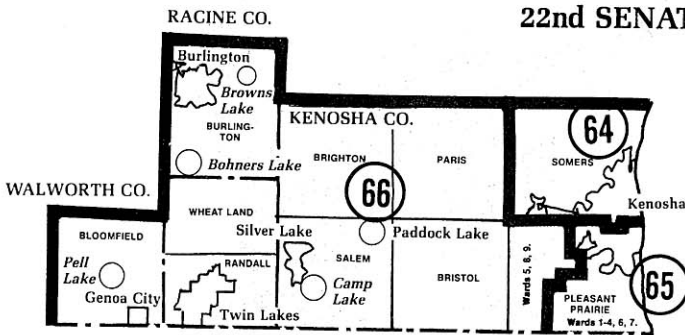 22nd SENAT
RACINE CO.
Burlington
Browns
Lake
BURLING-
TON
Bohners Lake
KENOSHA CO.
BRIGHTON
PARIS
64
SOMERS
Kenosha
66
WALWORTH CO.
WHEAT LAND
Silver Lake
Paddock Lake
BLOOMFIELD
Pell
Lake
Genoa City
RANDALL
Twin Lakes
SALEM
Camp
Lake
BRISTOL
Wards 5, 8, 9.
65
PLEASANT
PRAIRIE
Wards 1-4, 6, 7.